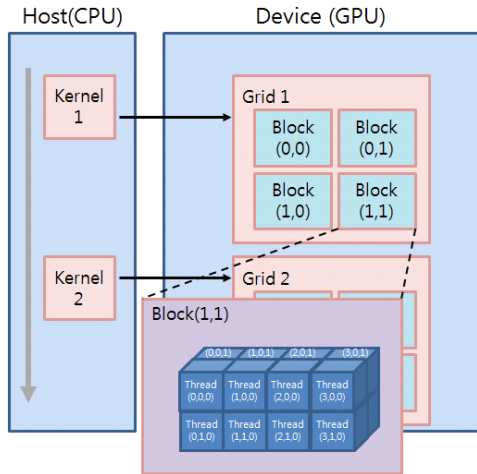 Host(CPU)
Device (GPU)
Kernel
1
Grid 1
Block
(0,0)
Block
(0,1)
Block
(1,0)
Block
(1,1)
Kernel
2
Grid 2
Block(1,1)
(0,0,1) (1,0,1) (2,0,1) (3,0,1)
Thread Thread Thread Thread
(0,0,0) (1,0,0) (2,0,0) (3,0,0)
Thread Thread Thread Thread
(0,1,0) (1,1,0) (2,1,0) (3,1,0)